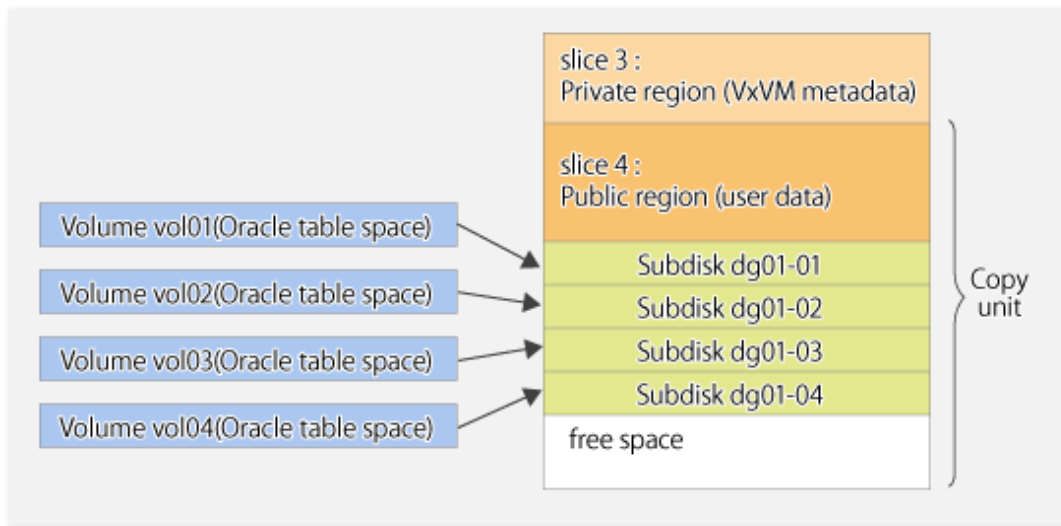 slice 3 :
Private region (VxVM metadata)
slice 4 :
Public region (user data)
Volume vol01(Oracle table space)
Subdisk dg01-01
Volume vol02(Oracle table space)
Subdisk dg01-02
Volume vol03(Oracle table space)
Subdisk dg01-03
Volume vol04(Oracle table space)
Subdisk dg01-04
free space
Copy
unit